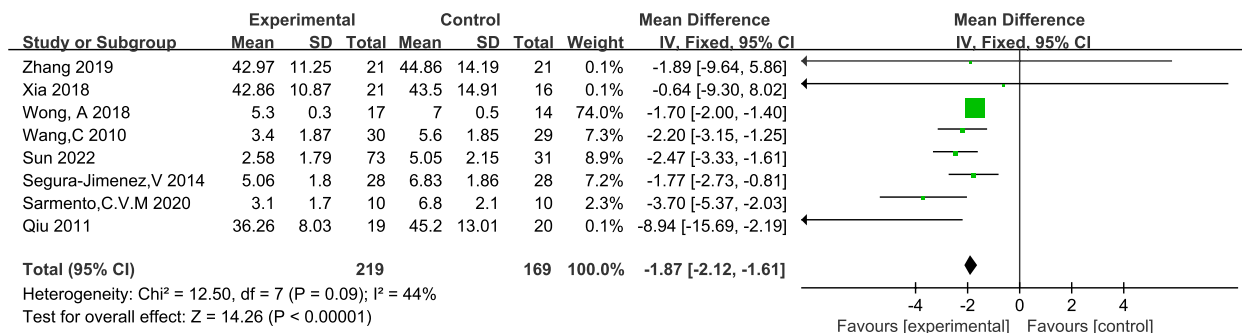 Experimental Control Mean Difference Mean Difference
Study or Subgroup Mean SD Total Mean SD Total Weight IV, Fixed, 95% CI IV, Fixed, 95% CI
Zhang 2019 42.97 11.25 21 44.86 14.19 21 0.1% -1.89 [-9.64, 5.86]
Xia 2018 42.86 10.87 21 43.5 14.91 16 0.1% -0.64 [-9.30, 8.02]
Wong, A 2018 5.3 0.3 17 7 0.5 14 74.0% -1.70 [-2.00, -1.40]
Wang,C 2010 3.4 1.87 30 5.6 1.85 29 7.3% -2.20 [-3.15, -1.25]
Sun 2022 2.58 1.79 73 5.05 2.15 31 8.9% -2.47 [-3.33, -1.61]
Segura-Jimenez,V 2014 5.06 1.8 28 6.83 1.86 28 7.2% -1.77 [-2.73, -0.81]
Sarmento,C.V.M 2020 3.1 1.7 10 6.8 2.1 10 2.3% -3.70 [-5.37, -2.03]
Qiu 2011 36.26 8.03 19 45.2 13.01 20 0.1% -8.94 [-15.69, -2.19]
Total (95% CI) 219 169 100.0% -1.87 [-2.12, -1.61]
Heterogeneity: Chi² = 12.50, df = 7 (P = 0.09); I² = 44%
Test for overall effect: Z = 14.26 (P < 0.00001)
-4 -2 0 2 4
Favours [experimental] Favours [control]